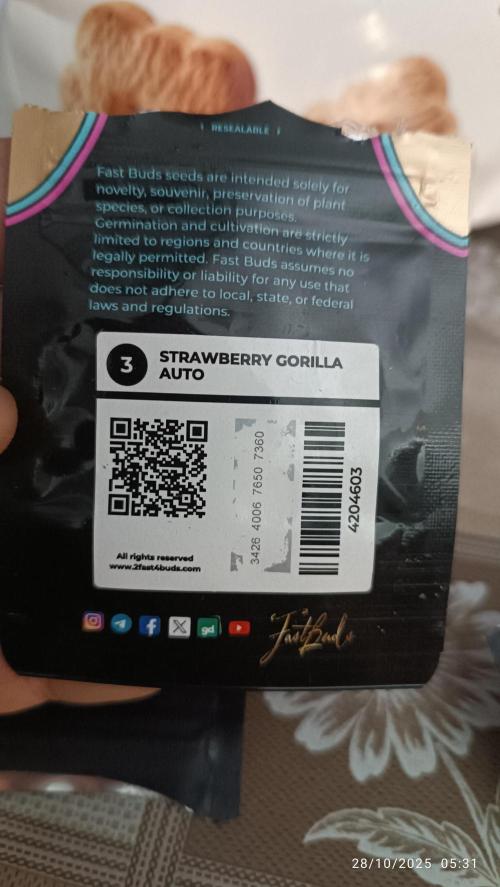 RESEALABLE
Fast Buds seeds are intended solely for
novelty, souvenir, preservation of plant
species, or collection purposes.
Germination and cultivation are strictly
limited to regions and countries where it is
legally permitted. Fast Buds assumes no
responsibility or liability for any use that
does not adhere to local, state, or federal
laws and regulations.
3
STRAWBERRY GORILLA
AUTO
3426 4006 7650 7360
4204603
All rights reserved
www.2fast4buds.com
gd
FastBuds
28/10/2025 05:31